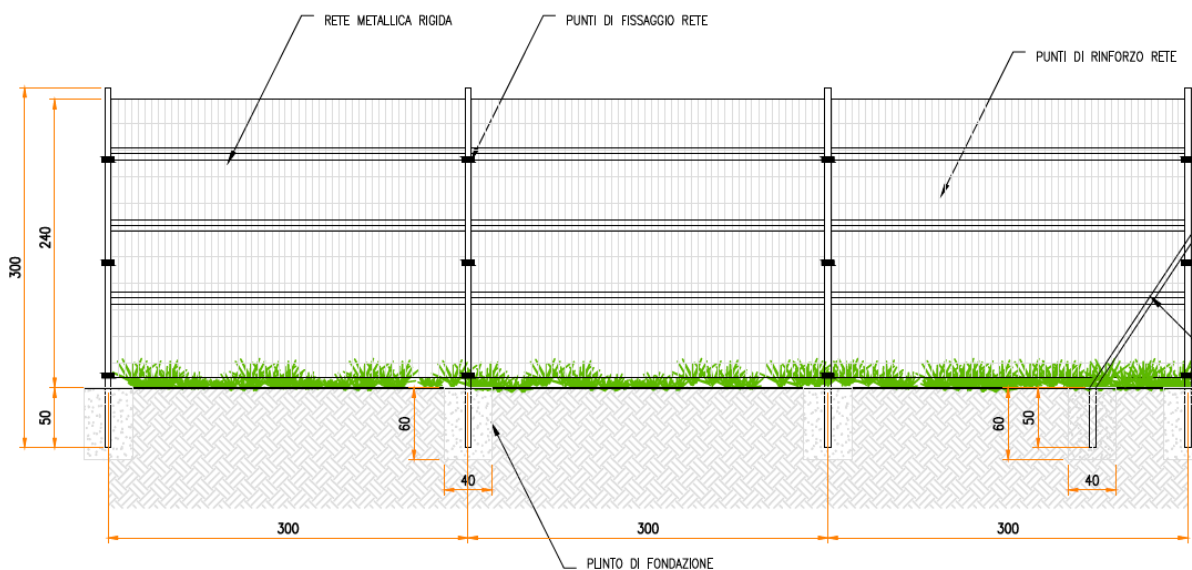 RETE METALLICA RIGIDA
PUNTI DI FISSAGGIO RETE
PUNTI DI RINFORZO RETE
300
240
50
60
40
60
50
40
300
300
300
PLINTO DI FONDAZIONE